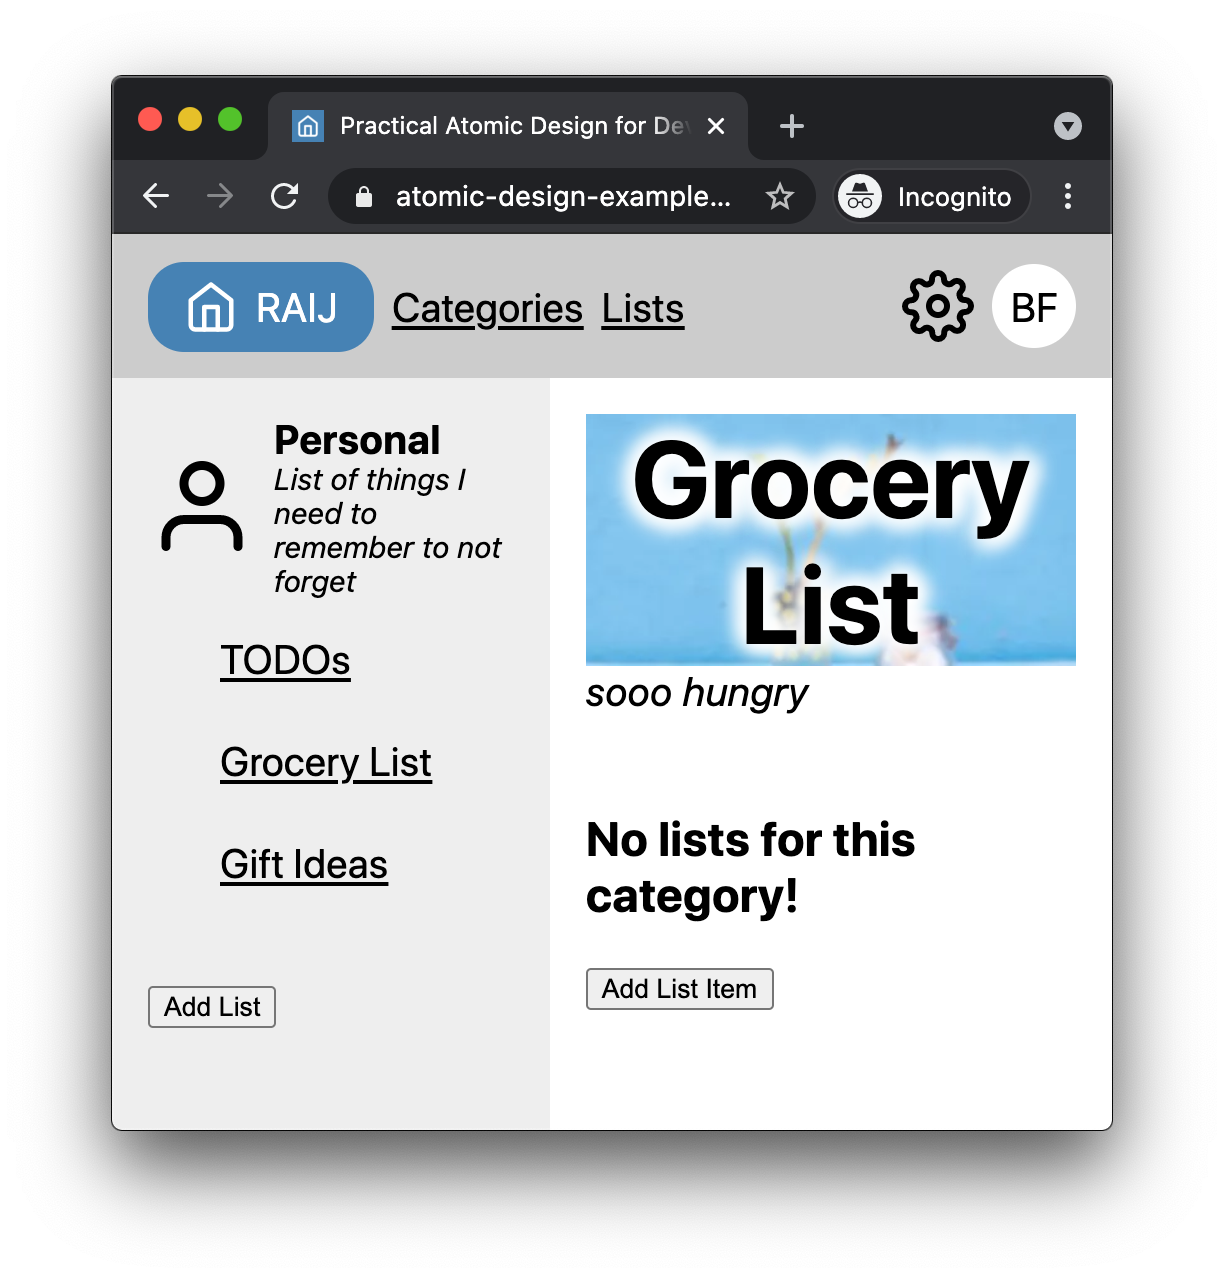 Practical Atomic Design for De
atomic-design-example...
Incognito
RAIJ
Categories
Lists
BF
Personal
List of things I
need to
remember to not
forget
TODOs
Grocery List
Gift Ideas
Add List
Grocery
List
sooo hungry
No lists for this
category!
Add List Item